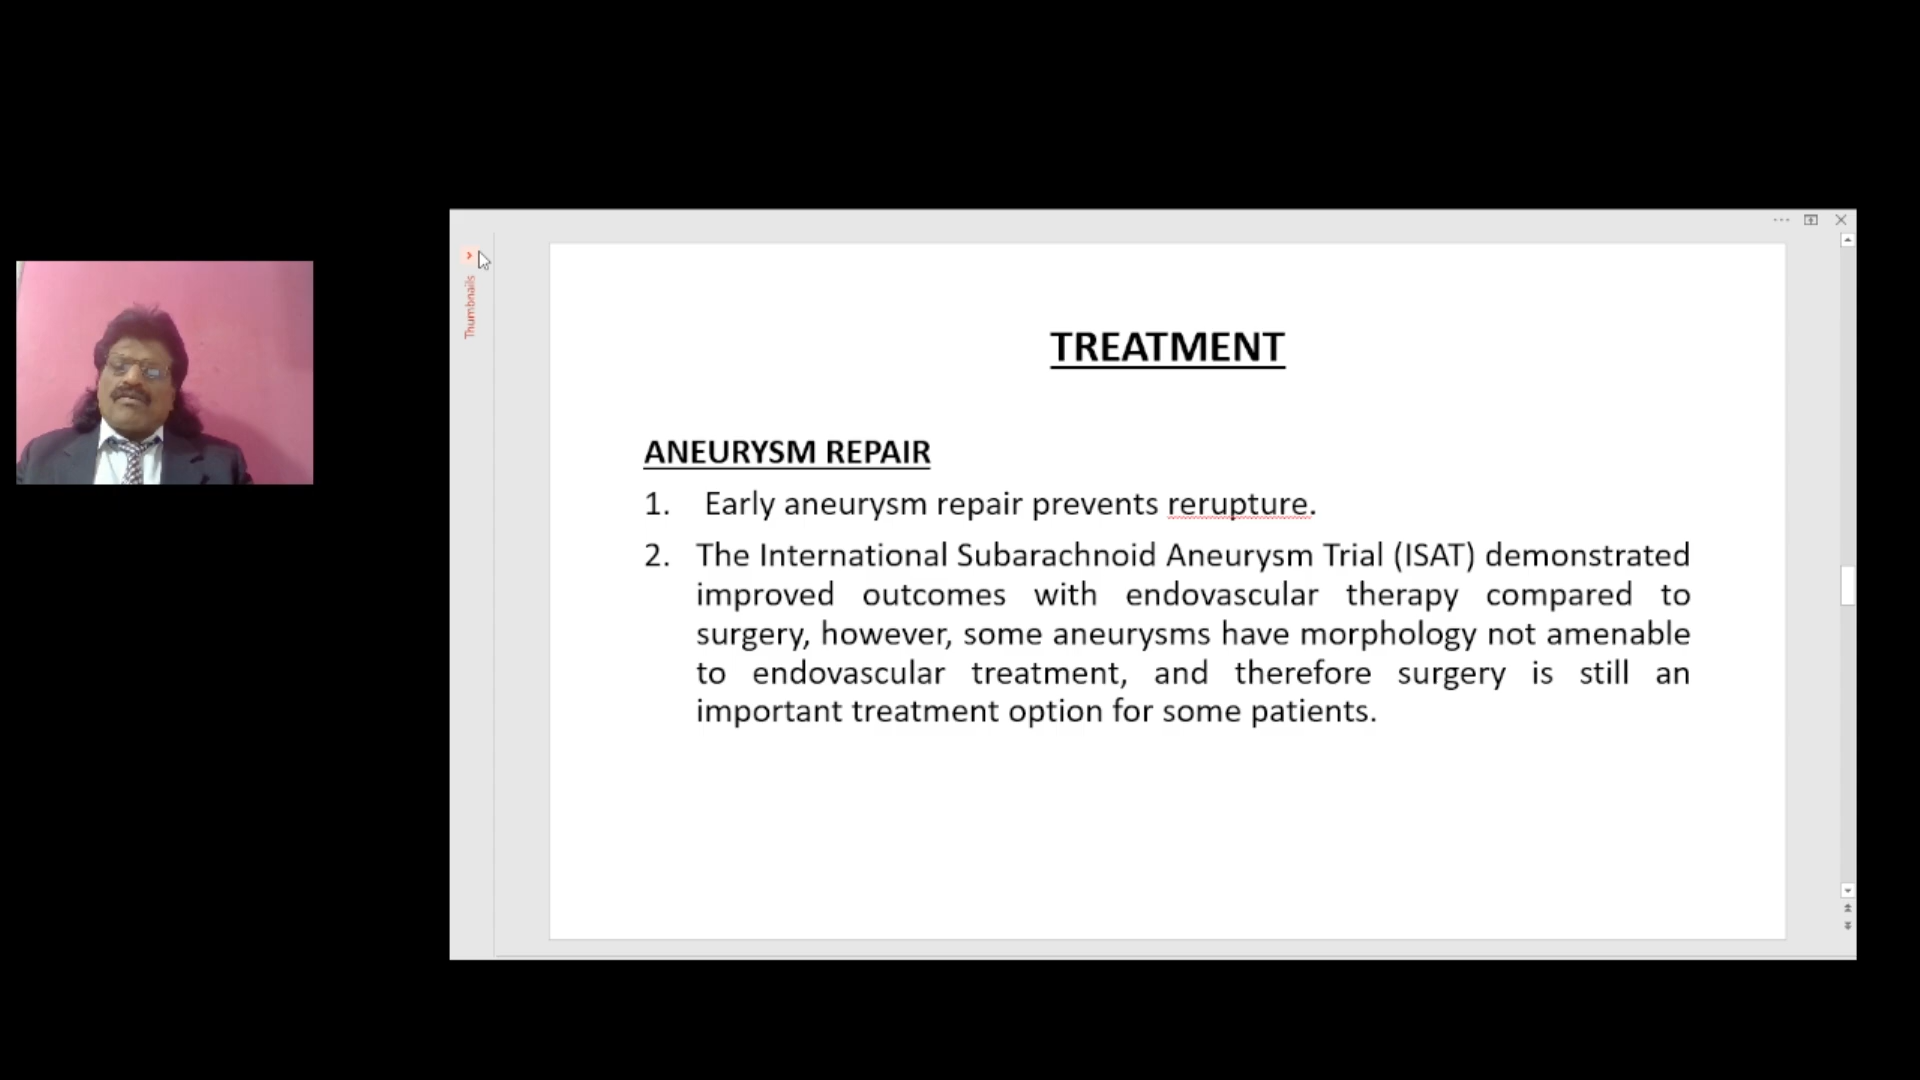 Thumbnails
TREATMENT
ANEURYSM REPAIR
1. Early aneurysm repair prevents rerupture.
2. The International Subarachnoid Aneurysm Trial (ISAT) demonstrated
improved outcomes with endovascular therapy compared to
surgery, however, some aneurysms have morphology not amenable
to endovascular treatment, and therefore surgery is still an
important treatment option for some patients.